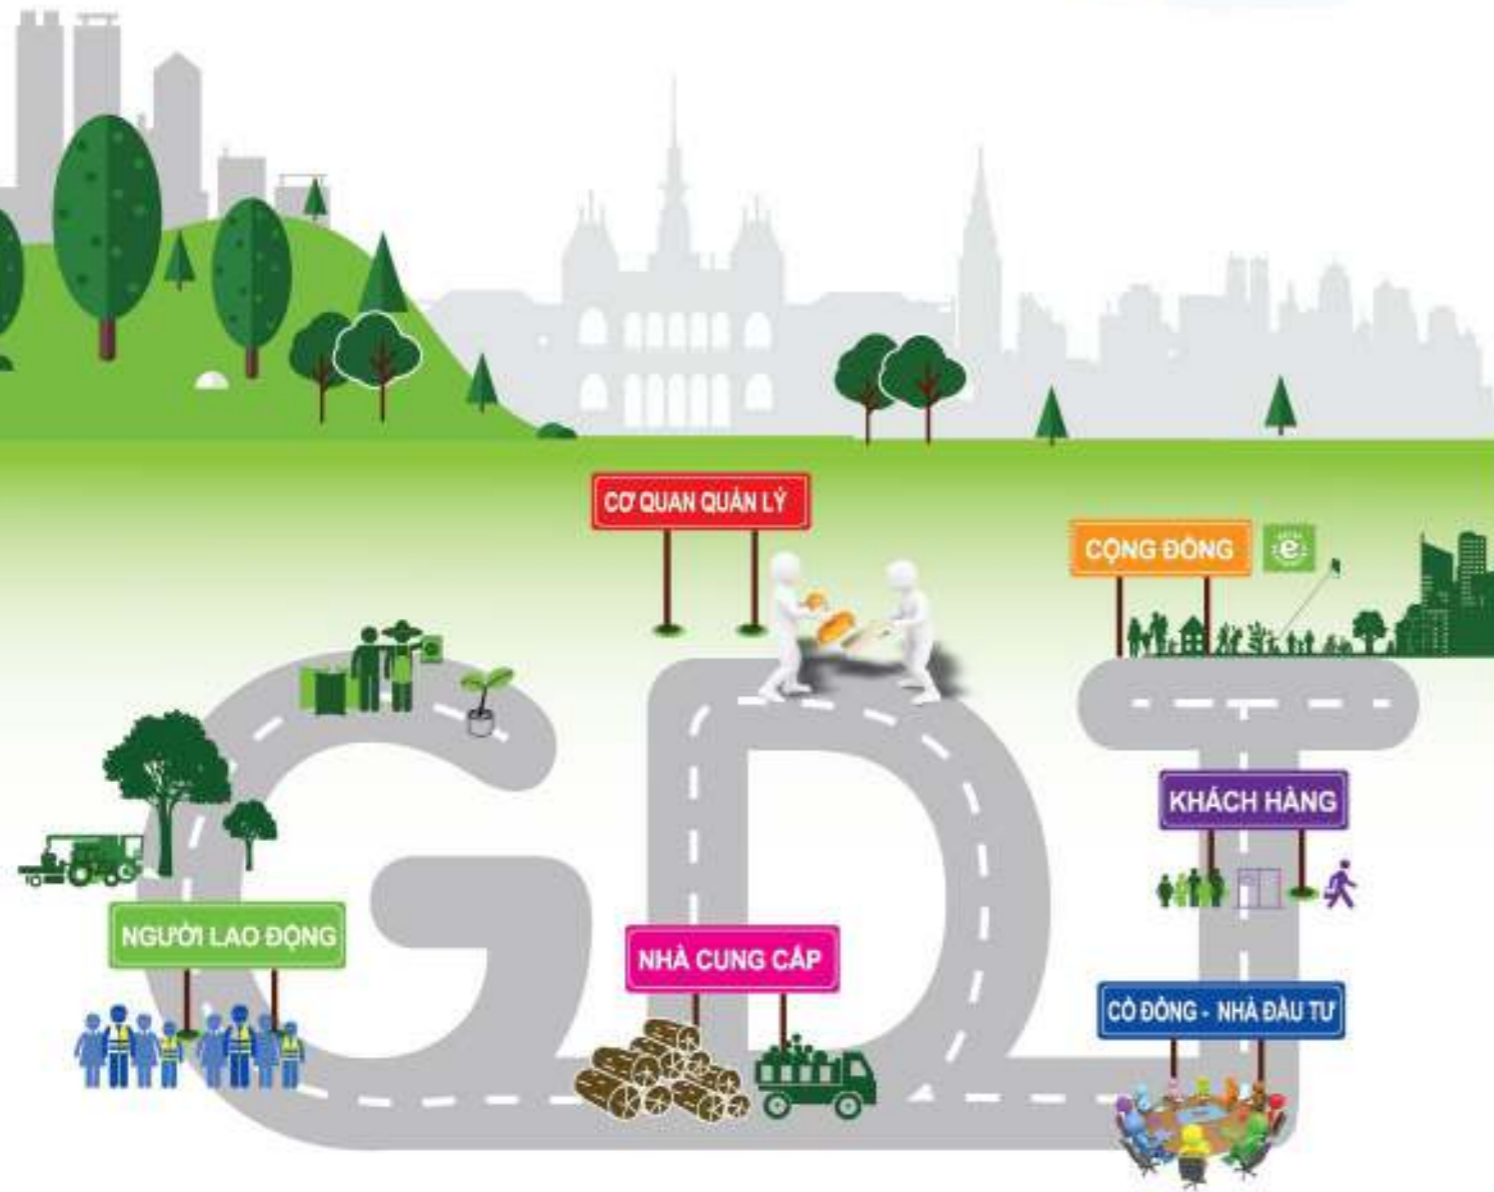 CƠ QUAN QUẢN LÝ
CỘNG ĐỒNG
e
GDT
KHÁCH HÀNG
NGƯỜI LAO ĐỘNG
NHÀ CUNG CẤP
CỔ ĐÔNG - NHÀ ĐẦU TƯ